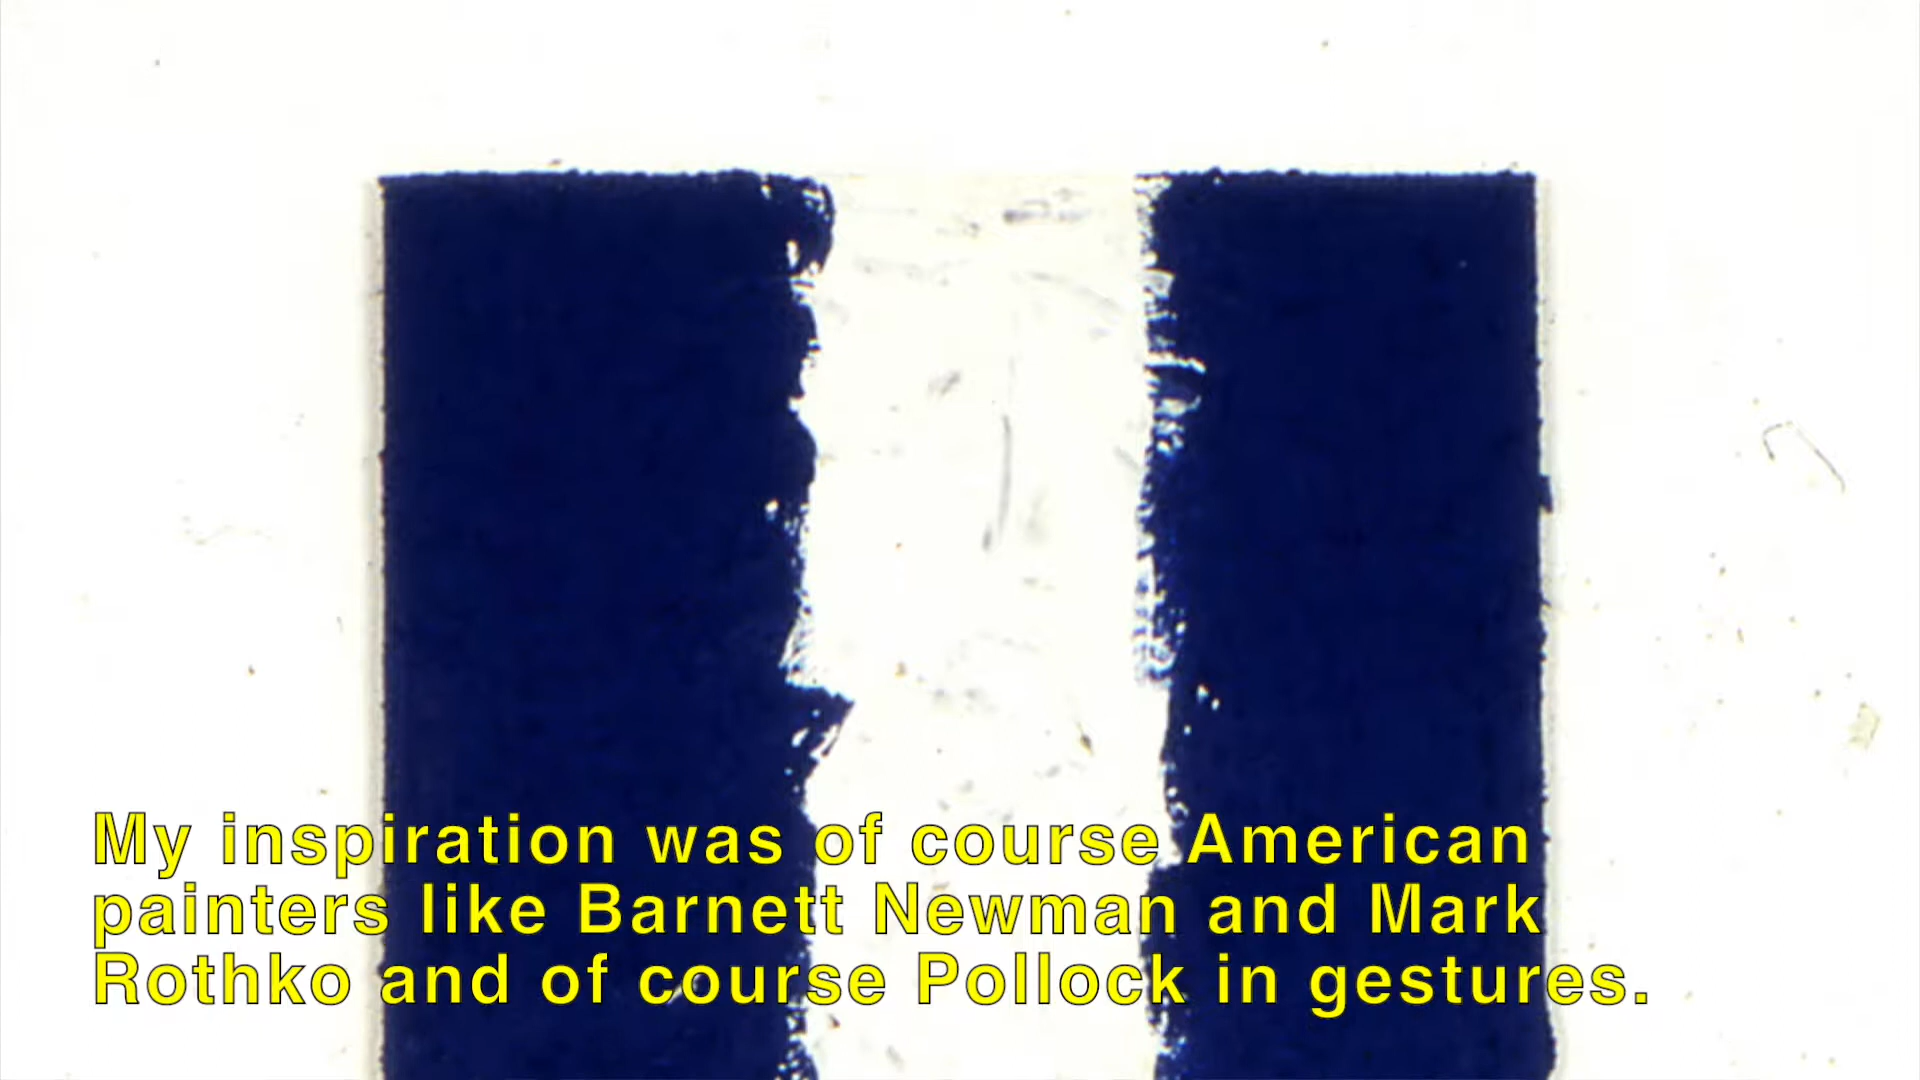 My inspiration was of course American
painters like Barnett Newman and Mark
Rothko and of course Pollock in gestures.